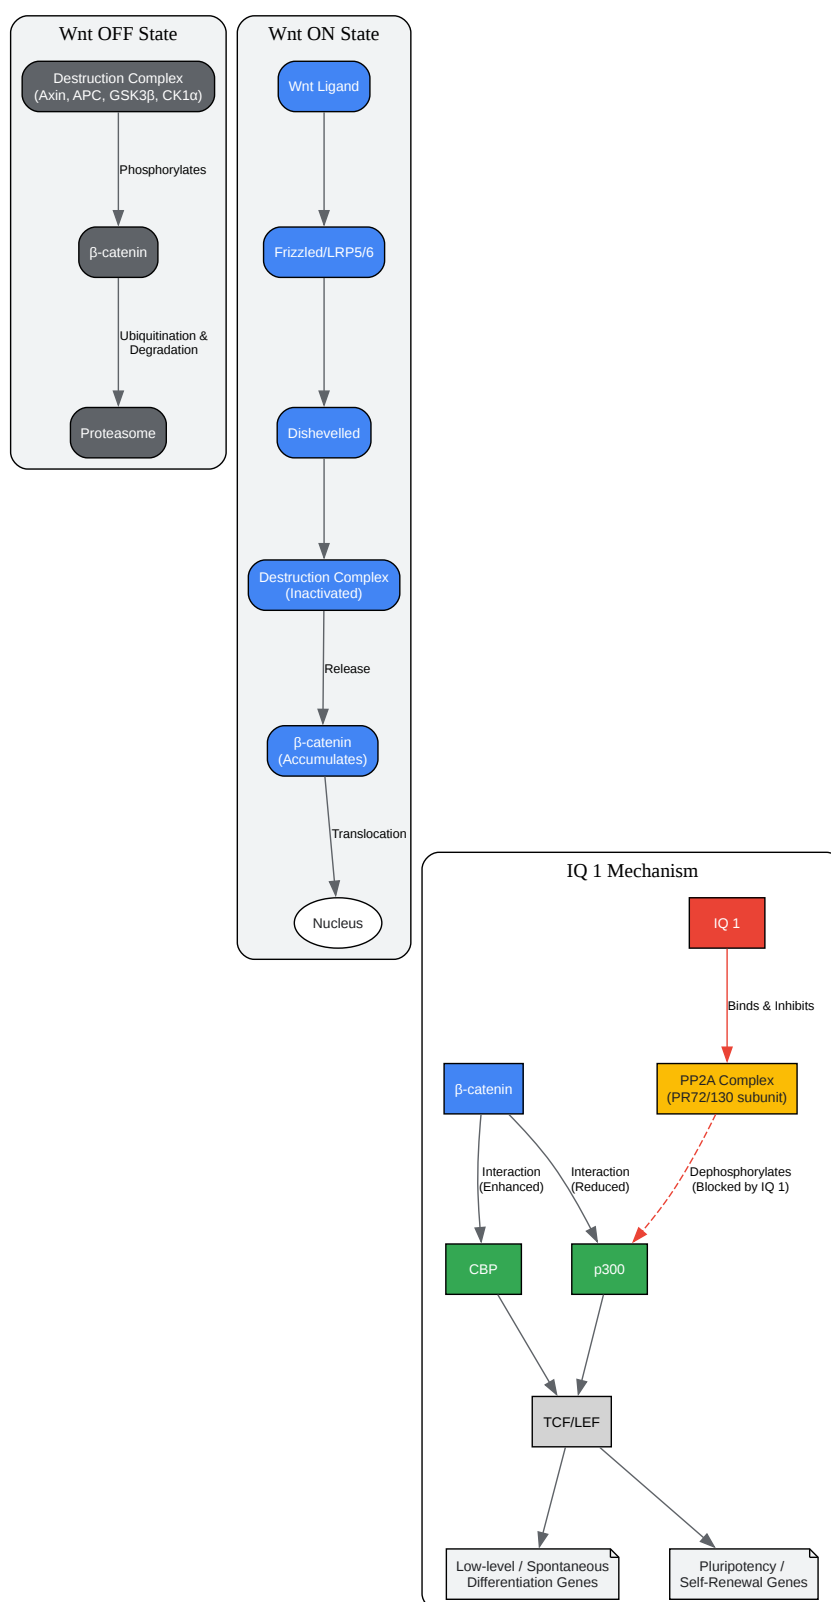 Wnt OFF State
Destruction Complex
(Axin, APC, GSK3β, CK1α)
Phosphorylates
β-catenin
Ubiquitination &
Degradation
Proteasome
Wnt ON State
Wnt Ligand
Frizzled/LRP5/6
Dishevelled
Destruction Complex
(Inactivated)
Release
β-catenin
(Accumulates)
Translocation
Nucleus
IQ 1 Mechanism
IQ 1
Binds & Inhibits
β-catenin
PP2A Complex
(PR72/130 subunit)
Interaction
(Enhanced)
Interaction
(Reduced)
Dephosphorylates
(Blocked by IQ 1)
CBP
p300
TCF/LEF
Low-level / Spontaneous
Differentiation Genes
Pluripotency /
Self-Renewal Genes